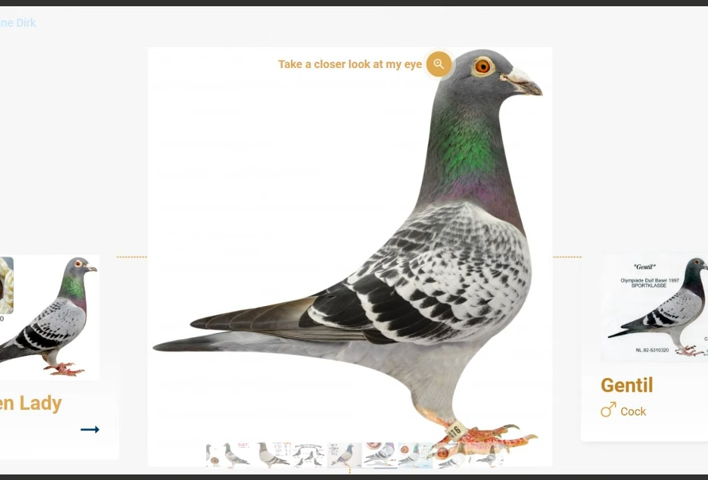 ne Dirk
Take a closer look at my eye
en Lady
"Gentil"
Olympiade Duif Basel 1997
SPORTKLASSE
NL.92-5310320
Gentil
Cock
16